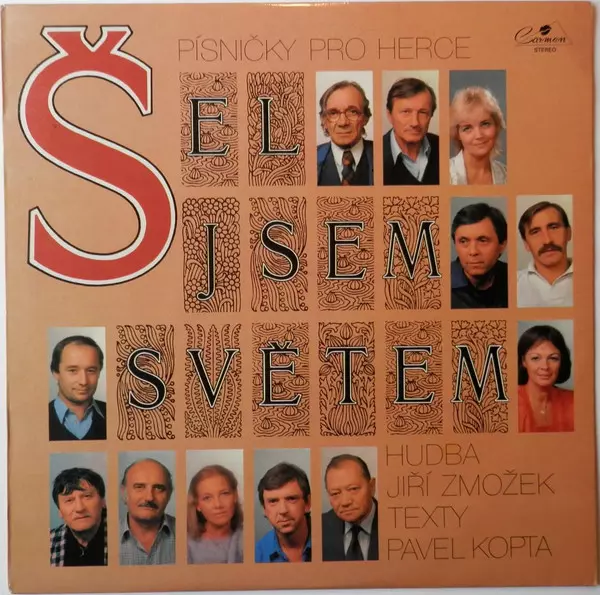 PÍSNIČKY PRO HERCE
Carmen
STEREO
ŠEL
JSEM
SVĚTEM
HUDBA
JIŘÍ ZMOŽEK
TEXTY
PAVEL KOPTA